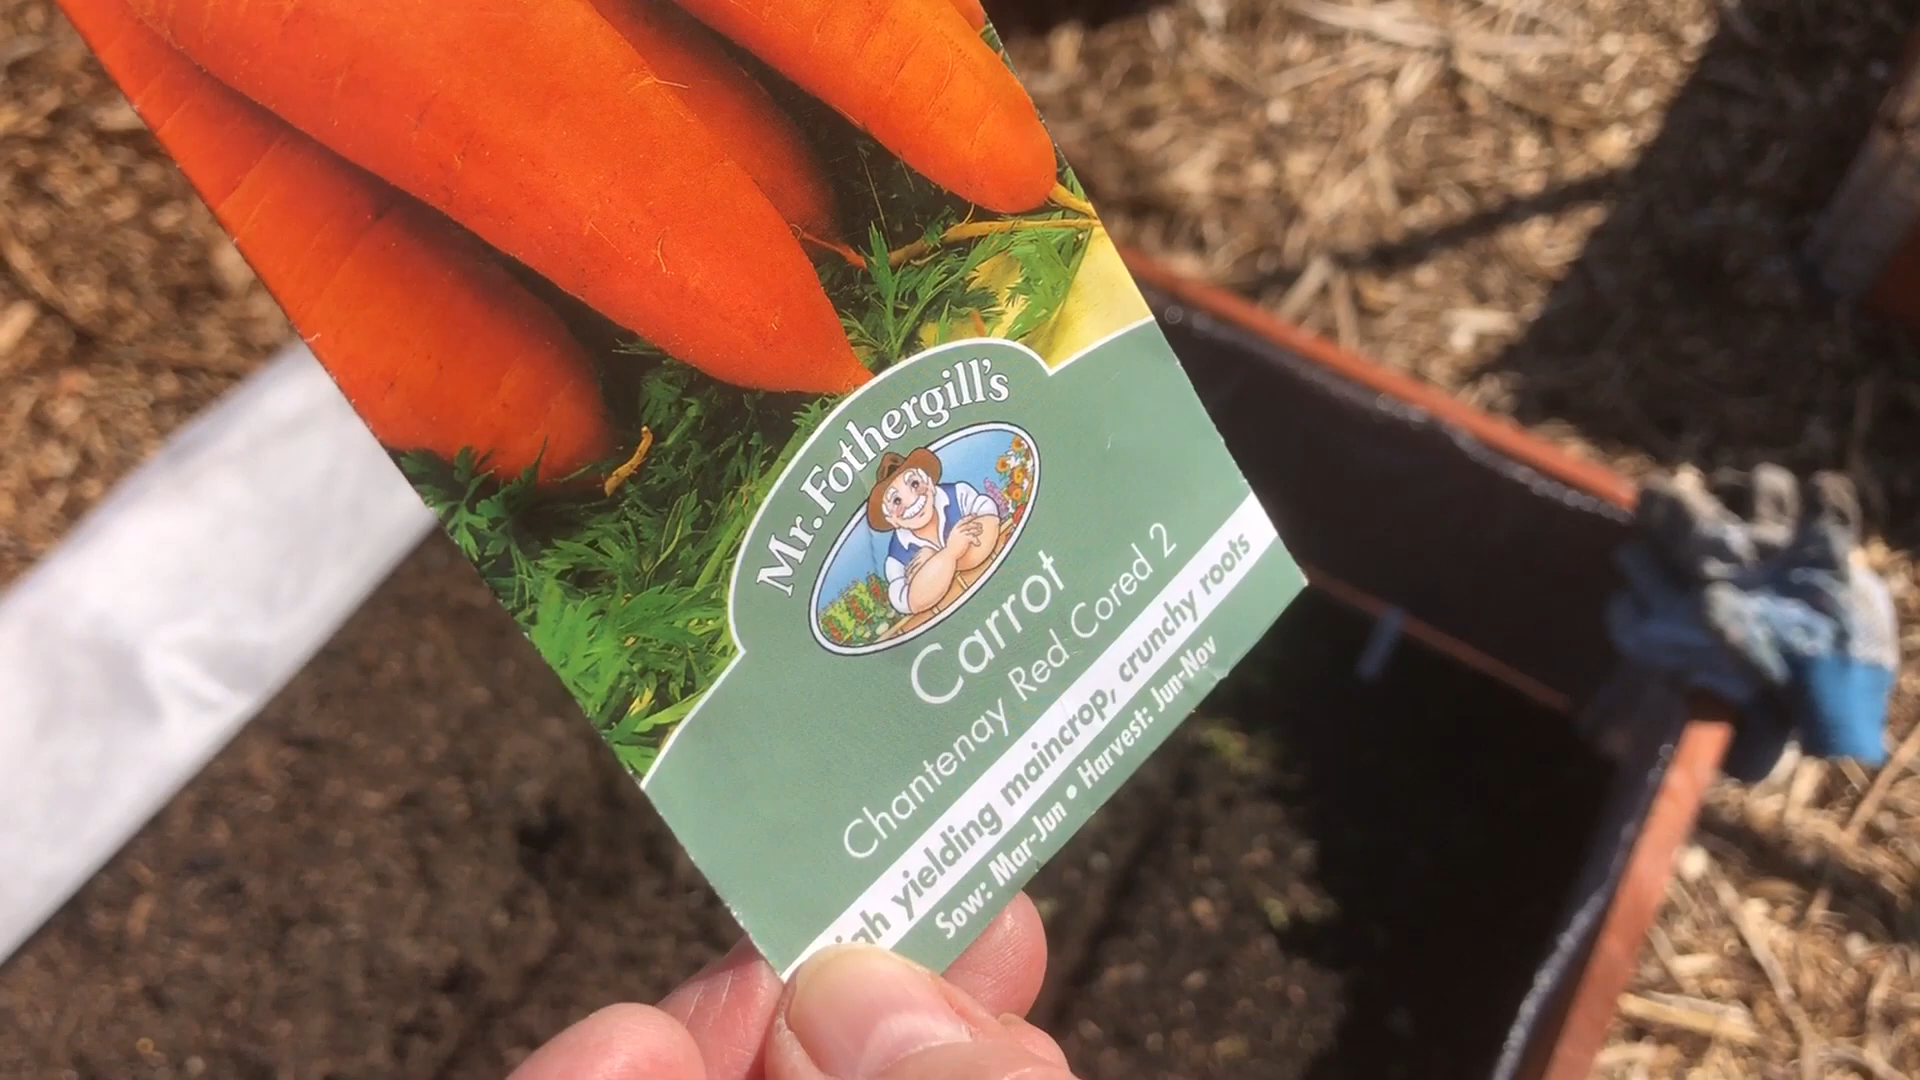 Mr. Fothergill's
Carrot
Chantenay Red Cored 2
yielding maincrop, crunchy roots
Sow: Mar-Jun • Harvest: Jun-Nov